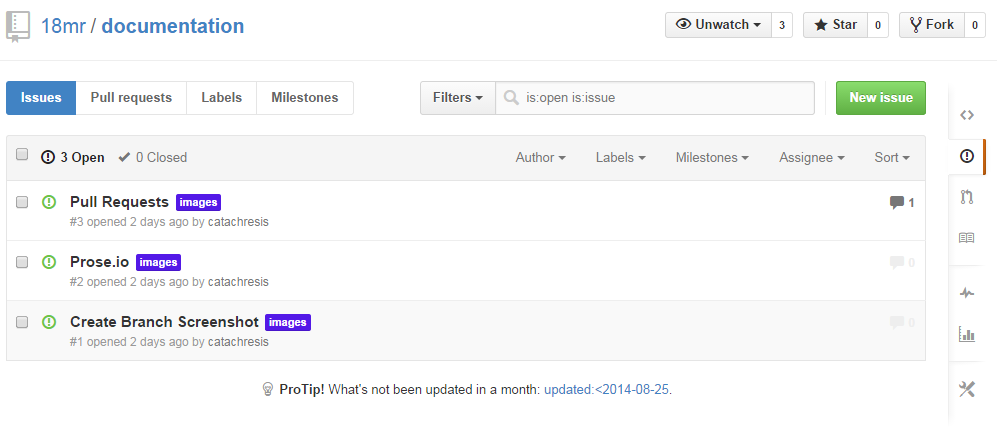 18mr / documentation
Unwatch 3 Star 0 Fork 0
Issues Pull requests Labels Milestones Filters is:open is:issue New issue
3 Open 0 Closed Author Labels Milestones Assignee Sort
Pull Requests images 1
#3 opened 2 days ago by catachresis
Prose.io images 0
#2 opened 2 days ago by catachresis
Create Branch Screenshot images 0
#1 opened 2 days ago by catachresis
ProTip! What's not been updated in a month: updated:<2014-08-25.